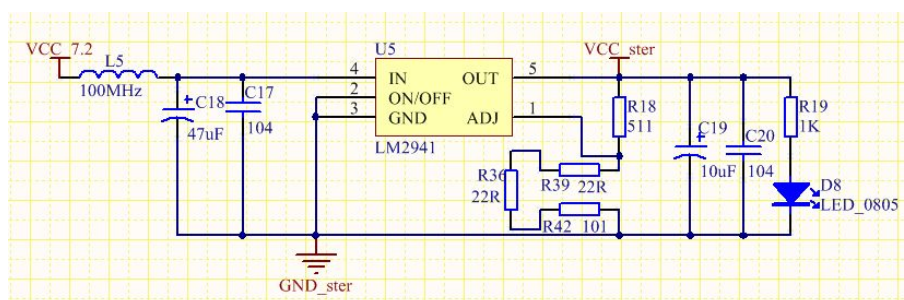 VCC_7.2
L5
100MHz
C18
47uF
C17
104
U5
4
IN
OUT
5
2
ON/OFF
3
GND
ADJ
1
LM2941
VCC_ster
R18
511
R36
22R
R39
22R
R42
101
C19
10uF
C20
104
R19
1K
D8
LED_0805
GND_ster